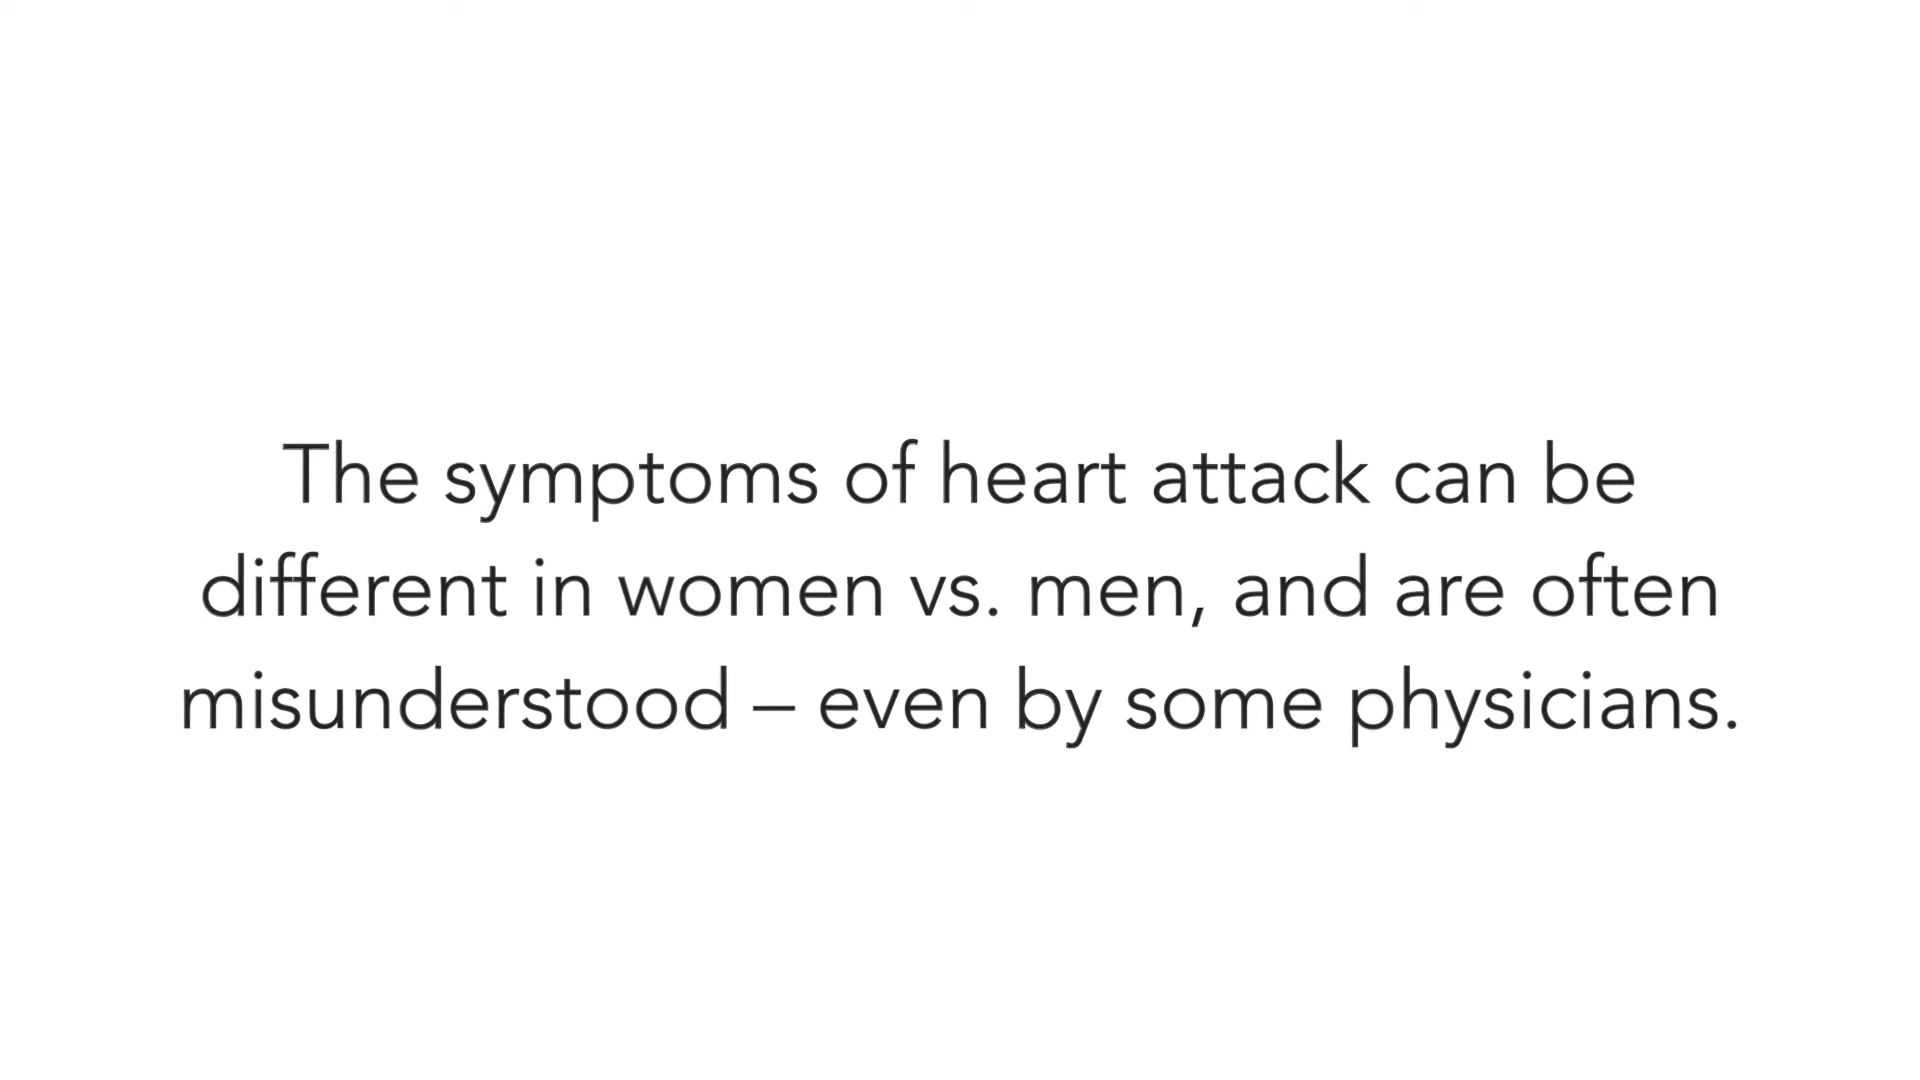 The symptoms of heart attack can be
different in women vs. men, and are often
misunderstood – even by some physicians.